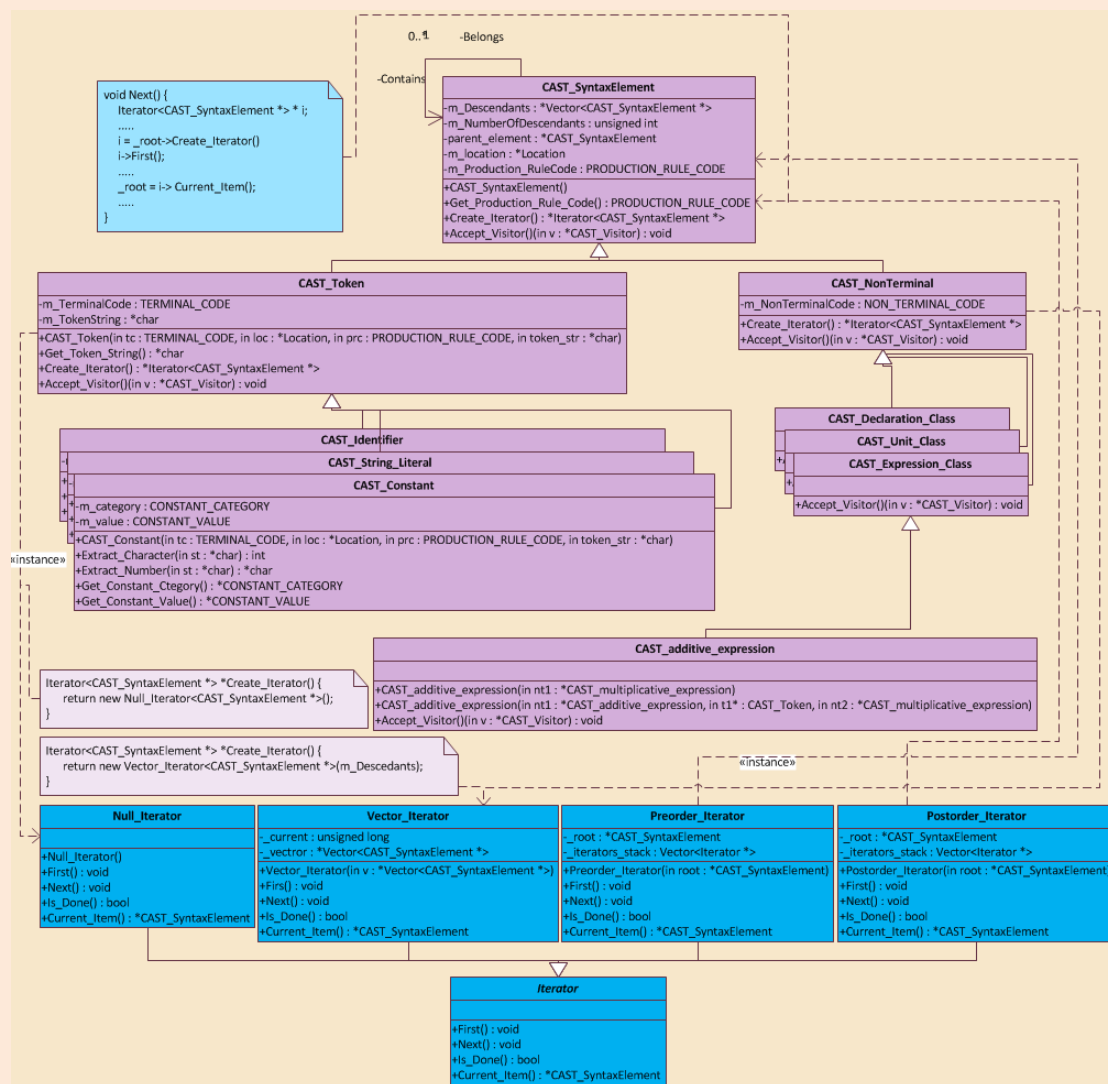 0..1
-Belongs
-Contains
void Next() {
Iterator<CAST_SyntaxElement *> * i;
.....
i = _root->Create_Iterator()
i->First();
.....
_root = i-> Current_Item();
.....
}
CAST_SyntaxElement
-m_Descendants : *Vector<CAST_SyntaxElement *>
-m_NumberOfDescendants : unsigned int
-parent_element : *CAST_SyntaxElement
-m_location : *Location
-m_Production_RuleCode : PRODUCTION_RULE_CODE
+CAST_SyntaxElement()
+Get_Production_Rule_Code() : PRODUCTION_RULE_CODE
+Create_Iterator() : *Iterator<CAST_SyntaxElement *>
+Accept_Visitor()(in v : *CAST_Visitor) : void
CAST_Token
-m_TerminalCode : TERMINAL_CODE
-m_TokenString : *char
+CAST_Token(in tc : TERMINAL_CODE, in loc : *Location, in prc : PRODUCTION_RULE_CODE, in token_str : *char)
+Get_Token_String() : *char
+Create_Iterator() : *Iterator<CAST_SyntaxElement *>
+Accept_Visitor()(in v : *CAST_Visitor) : void
CAST_NonTerminal
-m_NonTerminalCode : NON_TERMINAL_CODE
+Create_Iterator() : *Iterator<CAST_SyntaxElement *>
+Accept_Visitor()(in v : *CAST_Visitor) : void
CAST_Identifier
CAST_String_Literal
CAST_Constant
-m_category : CONSTANT_CATEGORY
-m_value : CONSTANT_VALUE
+CAST_Constant(in tc : TERMINAL_CODE, in loc : *Location, in prc : PRODUCTION_RULE_CODE, in token_str : *char)
+Extract_Character(in st : *char) : int
+Extract_Number(in st : *char) : *char
+Get_Constant_Ctegory() : *CONSTANT_CATEGORY
+Get_Constant_Value() : *CONSTANT_VALUE
CAST_Declaration_Class
CAST_Unit_Class
CAST_Expression_Class
+Accept_Visitor()(in v : *CAST_Visitor) : void
«instance»
CAST_additive_expression
+CAST_additive_expression(in nt1 : *CAST_multiplicative_expression)
+CAST_additive_expression(in nt1 : *CAST_additive_expression, in t1* : CAST_Token, in nt2 : *CAST_multiplicative_expression)
+Accept_Visitor()(in v : *CAST_Visitor) : void
Iterator<CAST_SyntaxElement *> *Create_Iterator() {
return new Null_Iterator<CAST_SyntaxElement *>();
}
Iterator<CAST_SyntaxElement *> *Create_Iterator() {
return new Vector_Iterator<CAST_SyntaxElement *>(m_Descedants);
}
«instance»
Null_Iterator
+Null_Iterator()
+First() : void
+Next() : void
+Is_Done() : bool
+Current_Item() : *CAST_SyntaxElement
Vector_Iterator
-_current : unsigned long
-_vectror : *Vector<CAST_SyntaxElement *>
+Vector_Iterator(in v : *Vector<CAST_SyntaxElement *>)
+Firs() : void
+Next() : void
+Is_Done() : bool
+Current_Item() : *CAST_SyntaxElement
Preorder_Iterator
-_root : *CAST_SyntaxElement
-_iterators_stack : Vector<Iterator *>
+Preorder_Iterator(in root : *CAST_SyntaxElement)
+First() : void
+Next() : void
+Is_Done() : bool
+Current_Item() : *CAST_SyntaxElement
Postorder_Iterator
-_root : *CAST_SyntaxElement
-_iterators_stack : Vector<Iterator *>
+Postorder_Iterator(in root : *CAST_SyntaxElement)
+First() : void
+Next() : void
+Is_Done() : bool
+Current_Item() : *CAST_SyntaxElement
Iterator
+First() : void
+Next() : void
+Is_Done() : bool
+Current_Item() : *CAST_SyntaxElement